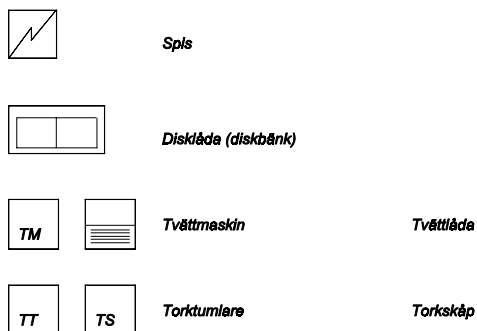 Spis
Disklåda (diskbänk)
TM Tvättmaskin Tvättlåda
TT TS Torktumlare Torkskåp